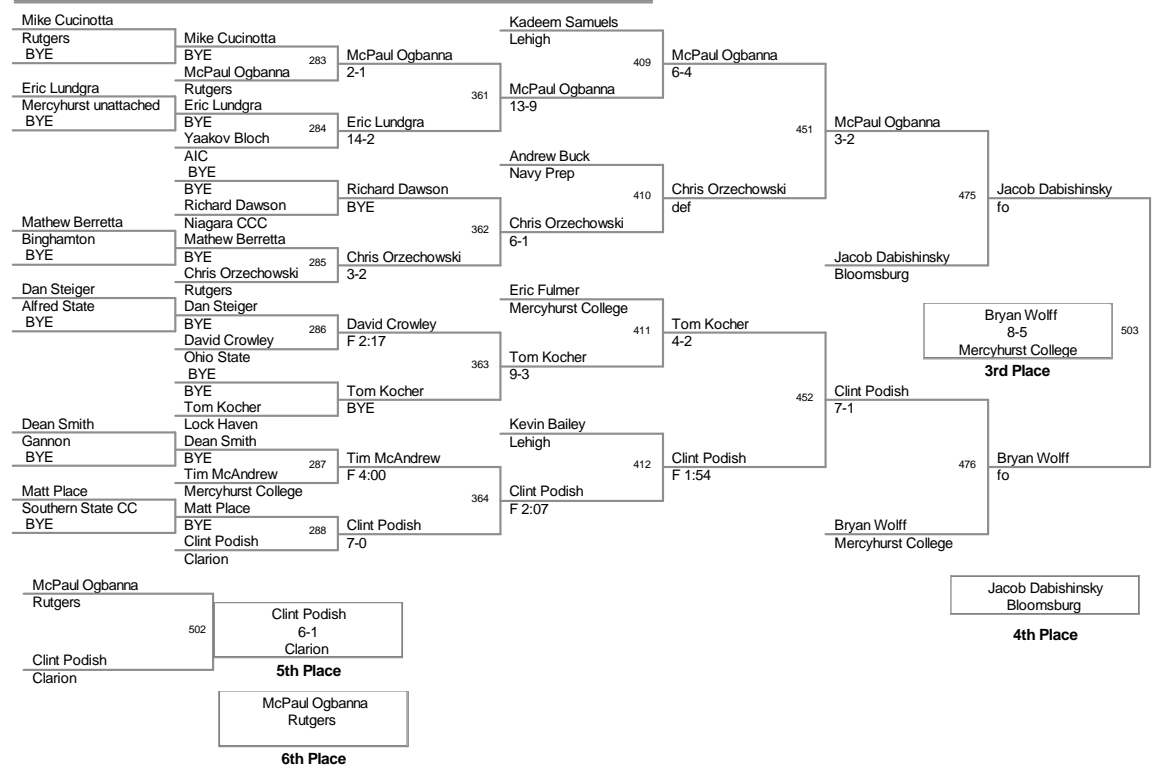 Mike Cucinotta
Rutgers
BYE
Eric Lundgra
Mercyhurst unattached
BYE
Mathew Berretta
Binghamton
BYE
Dan Steiger
Alfred State
BYE
Dean Smith
Gannon
BYE
Matt Place
Southern State CC
BYE
Mike Cucinotta
BYE
283
McPaul Ogbanna
Rutgers
Eric Lundgra
BYE
284
Yaakov Bloch
AIC
BYE
BYE
Richard Dawson
Niagara CCC
Mathew Berretta
BYE
285
Chris Orzechowski
Rutgers
Dan Steiger
BYE
286
David Crowley
Ohio State
BYE
BYE
Tom Kocher
Lock Haven
Dean Smith
BYE
287
Tim McAndrew
Mercyhurst College
Matt Place
BYE
288
Clint Podish
Clarion
McPaul Ogbanna
2-1
361
Eric Lundgra
14-2
Richard Dawson
BYE
362
Chris Orzechowski
3-2
David Crowley
F 2:17
363
Tom Kocher
BYE
Tim McAndrew
F 4:00
364
Clint Podish
7-0
Kadeem Samuels
Lehigh
409
McPaul Ogbanna
13-9
Andrew Buck
Navy Prep
410
Chris Orzechowski
6-1
Eric Fulmer
Mercyhurst College
411
Tom Kocher
9-3
Kevin Bailey
Lehigh
412
Clint Podish
F 2:07
McPaul Ogbanna
6-4
451
Chris Orzechowski
def
Tom Kocher
4-2
452
Clint Podish
F 1:54
McPaul Ogbanna
3-2
475
Jacob Dabishinsky
Bloomsburg
Clint Podish
7-1
476
Bryan Wolff
Mercyhurst College
Jacob Dabishinsky
fo
503
Bryan Wolff
fo
Bryan Wolff
8-5
Mercyhurst College
3rd Place
Jacob Dabishinsky
Bloomsburg
4th Place
McPaul Ogbanna
Rutgers
502
Clint Podish
Clarion
Clint Podish
6-1
Clarion
5th Place
McPaul Ogbanna
Rutgers
6th Place